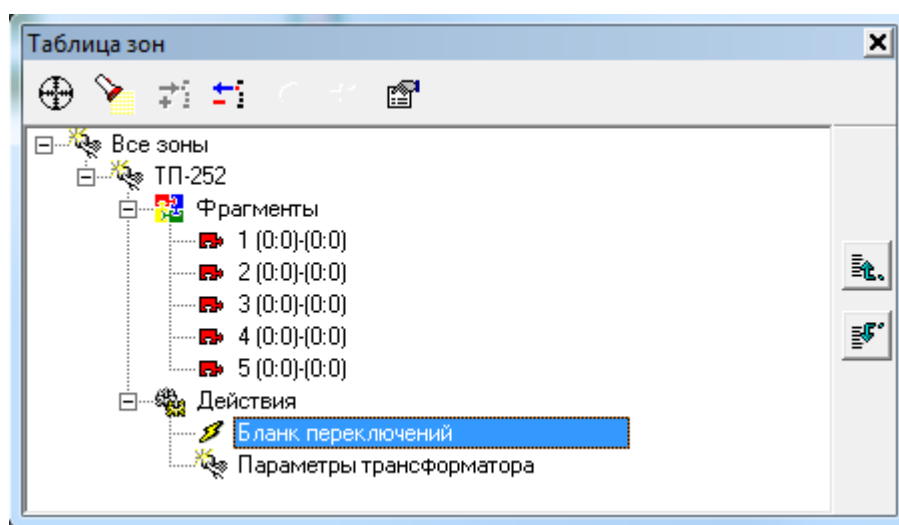 Таблица зон
Все зоны
ТП-252
Фрагменты
1 (0:0)-(0:0)
2 (0:0)-(0:0)
3 (0:0)-(0:0)
4 (0:0)-(0:0)
5 (0:0)-(0:0)
Действия
Бланк переключений
Параметры трансформатора